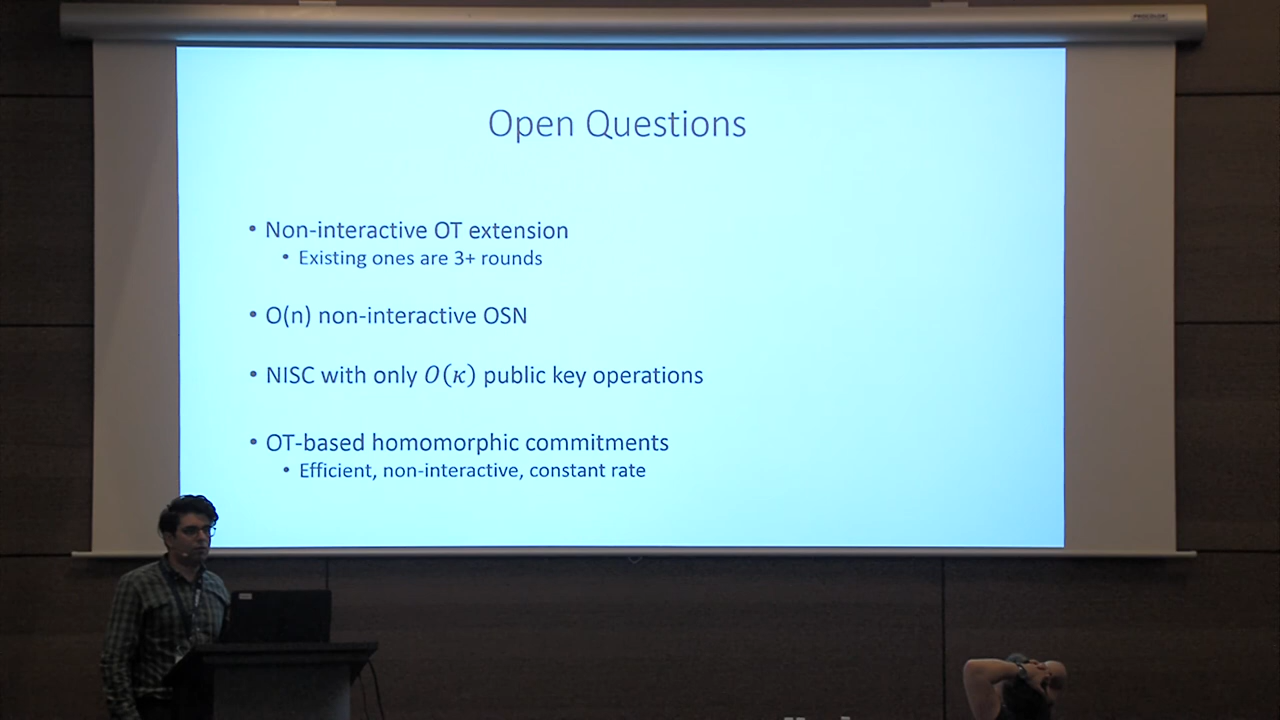 Open Questions
• Non-interactive OT extension
• Existing ones are 3+ rounds
• O(n) non-interactive OSN
• NISC with only O(κ) public key operations
• OT-based homomorphic commitments
• Efficient, non-interactive, constant rate